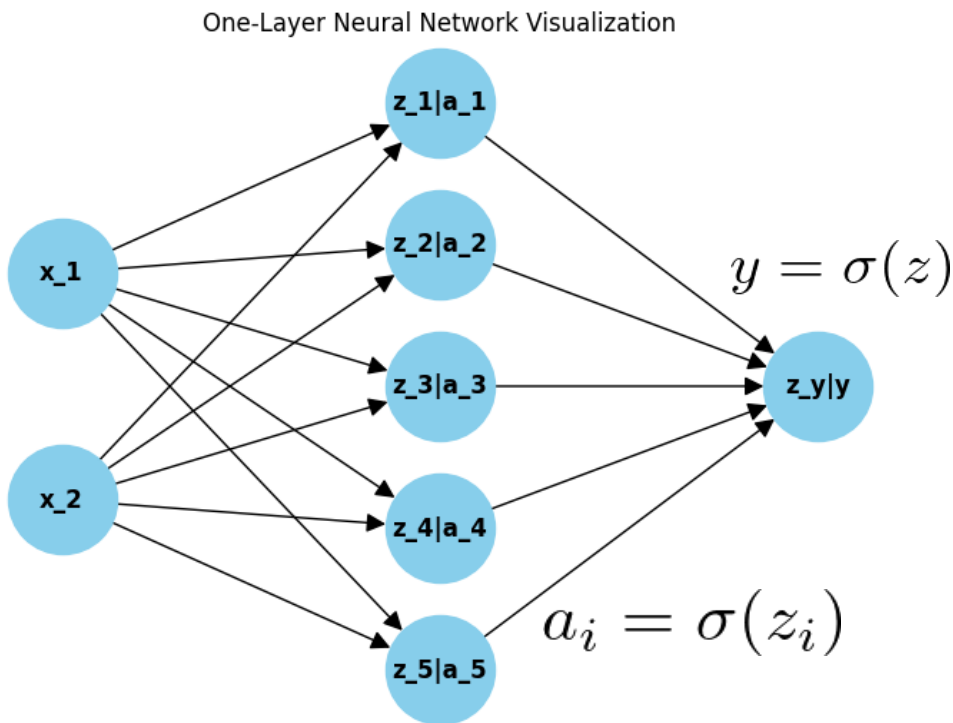 One-Layer Neural Network Visualization
z_1|a_1
z_2|a_2
y = σ(z)
x_1
z_3|a_3
z_y|y
x_2
z_4|a_4
a_i = σ(z_i)
z_5|a_5